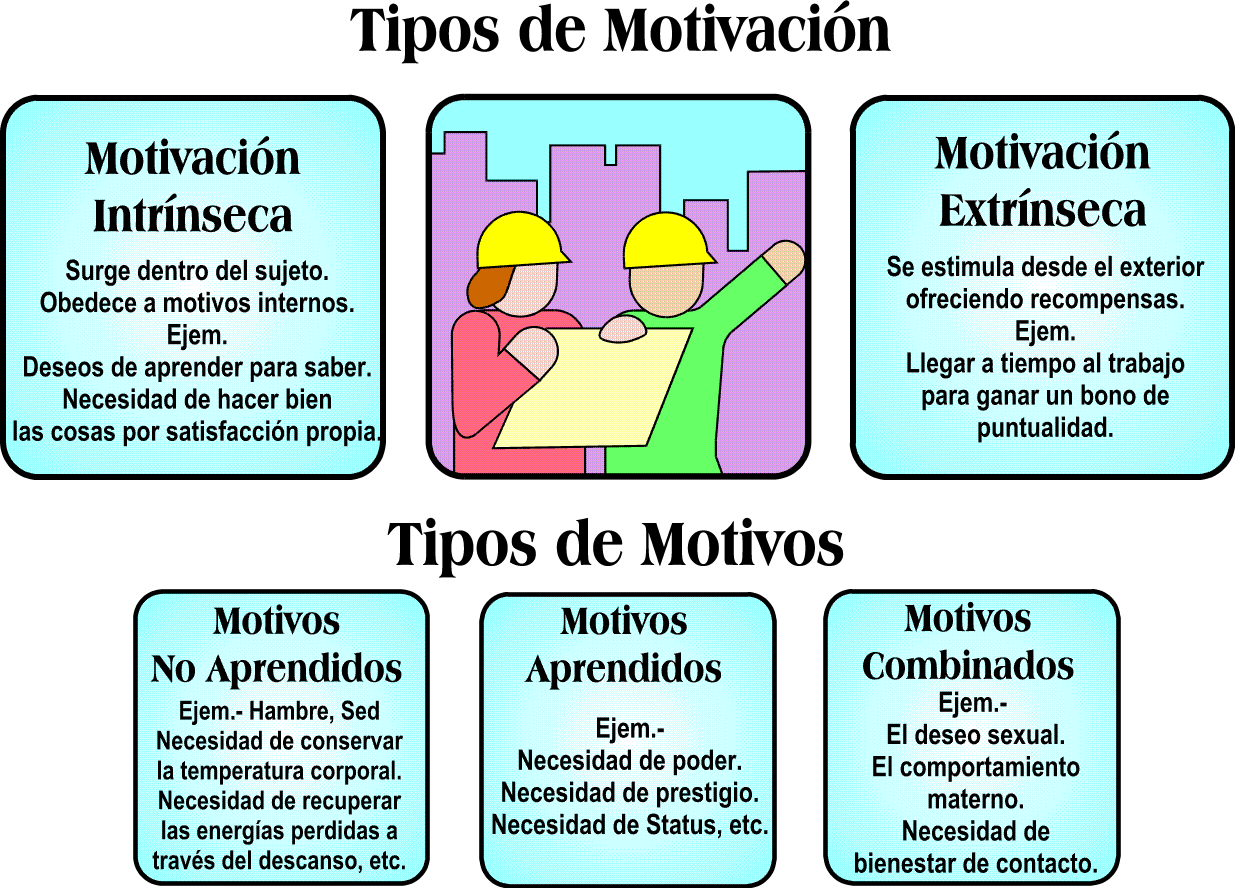 Tipos de Motivación
Motivación
Intrínseca
Surge dentro del sujeto.
Obedece a motivos internos.
Ejem.
Deseos de aprender para saber.
Necesidad de hacer bien
las cosas por satisfacción propia.
Motivación
Extrínseca
Se estimula desde el exterior
ofreciendo recompensas.
Ejem.
Llegar a tiempo al trabajo
para ganar un bono de
puntualidad.
Tipos de Motivos
Motivos
No Aprendidos
Ejem.- Hambre, Sed
Necesidad de conservar
la temperatura corporal.
Necesidad de recuperar
las energías perdidas a
través del descanso, etc.
Motivos
Aprendidos
Ejem.-
Necesidad de poder.
Necesidad de prestigio.
Necesidad de Status, etc.
Motivos
Combinados
Ejem.-
El deseo sexual.
El comportamiento
materno.
Necesidad de
bienestar de contacto.